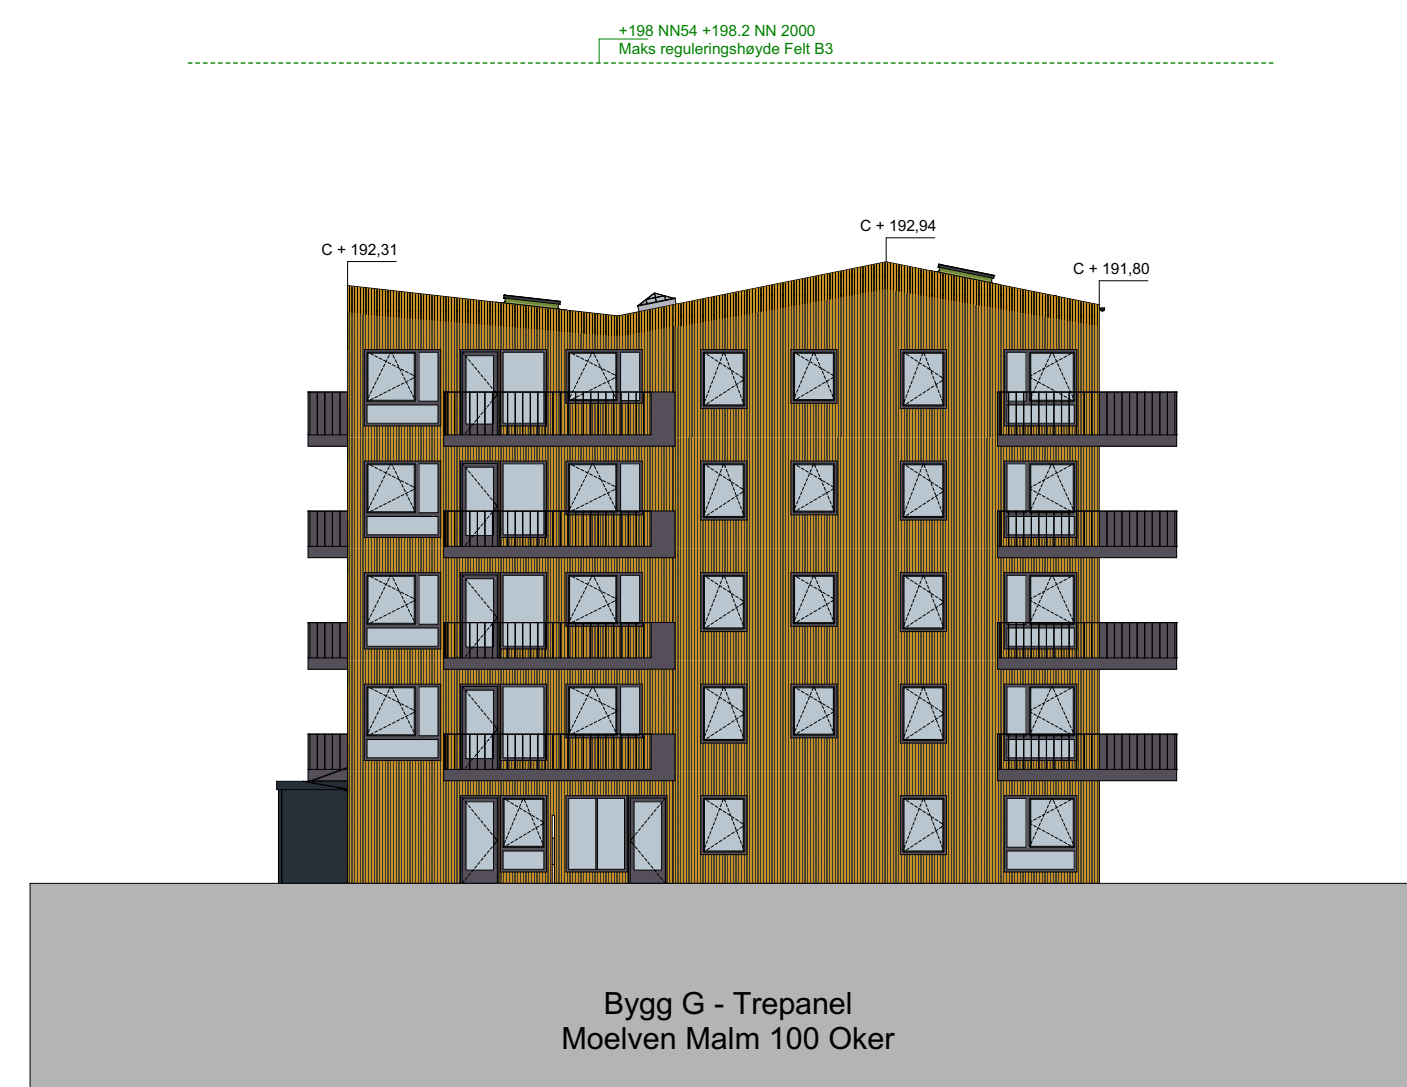 +198 NN54 +198.2 NN 2000
Maks reguleringshøyde Felt B3
C + 192,94
C + 192,31
C + 191,80
Bygg G - Trepanel
Moelven Malm 100 Oker